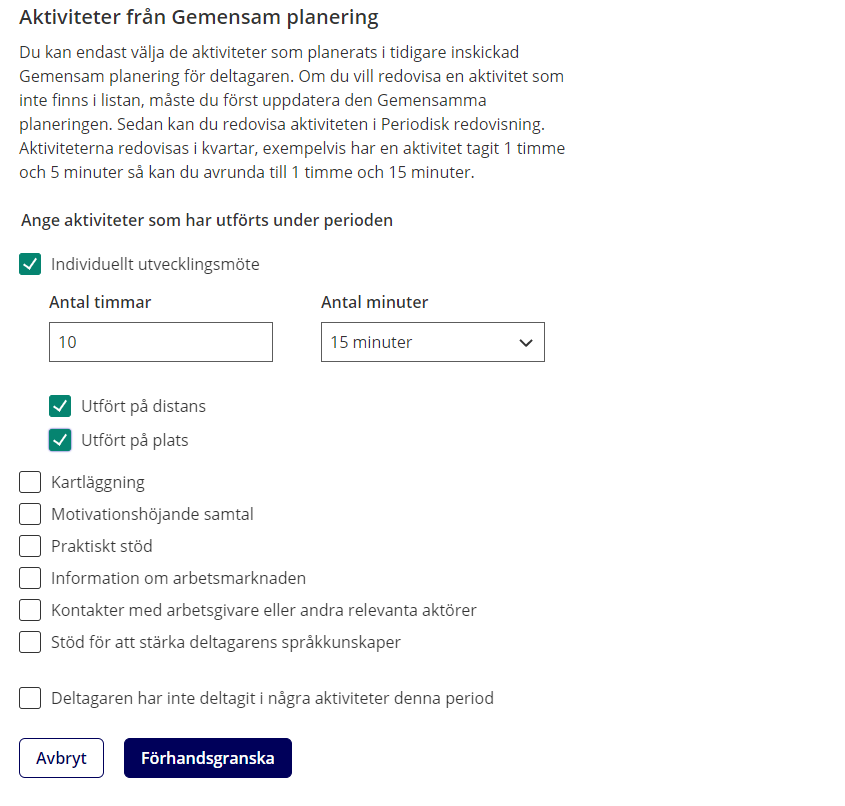 Aktiviteter från Gemensam planering
Du kan endast välja de aktiviteter som planerats i tidigare inskickad
Gemensam planering för deltagaren. Om du vill redovisa en aktivitet som
inte finns i listan, måste du först uppdatera den Gemensamma
planeringen. Sedan kan du redovisa aktiviteten i Periodisk redovisning.
Aktiviteterna redovisas i kvartar, exempelvis har en aktivitet tagit 1 timme
och 5 minuter så kan du avrunda till 1 timme och 15 minuter.
Ange aktiviteter som har utförts under perioden
Individuellt utvecklingsmöte
Antal timmar
10
Antal minuter
15 minuter
Utfört på distans
Utfört på plats
Kartläggning
Motivationshöjande samtal
Praktiskt stöd
Information om arbetsmarknaden
Kontakter med arbetsgivare eller andra relevanta aktörer
Stöd för att stärka deltagarens språkkunskaper
Deltagaren har inte deltagit i några aktiviteter denna period
Avbryt
Förhandsgranska